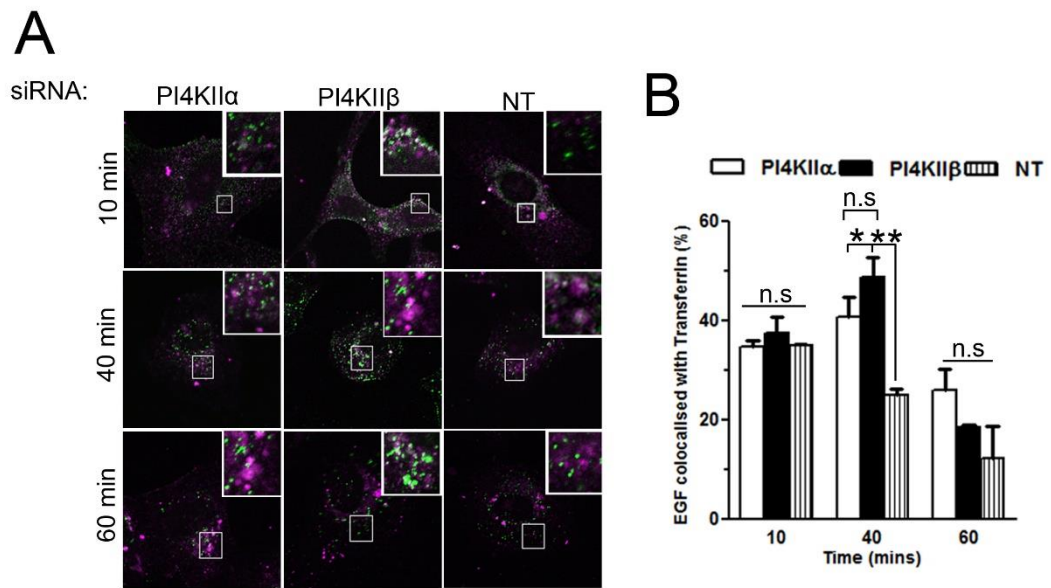 A
siRNA:
PI4KIIα PI4KIIβ NT
10 min
40 min
60 min
B
PI4KIIα PI4KIIβ NT
EGF colocalised with Transferrin (%)
60
40
20
0
n.s
n.s
* **
n.s
10 40 60
Time (mins)